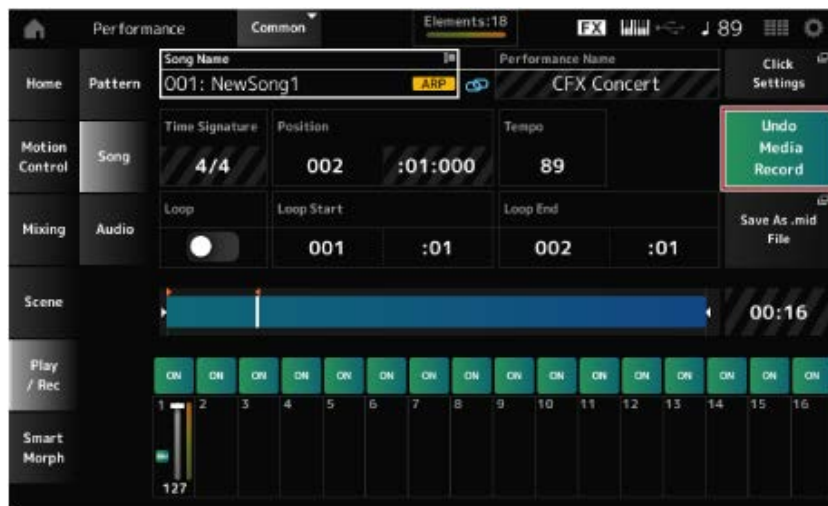 Performance
Common
Elements:18
FX
89
Home
Pattern
Song Name
001: NewSong1
ARP
Performance Name
CFX Concert
Click
Settings
Motion
Control
Song
Time Signature
4/4
Position
002
:01:000
Tempo
89
Undo
Media
Record
Mixing
Audio
Loop
Loop Start
001
:01
Loop End
002
:01
Save As .mid
File
Scene
00:16
Play
/ Rec
ON ON ON ON ON ON ON ON ON ON ON ON ON ON ON ON
1 2 3 4 5 6 7 8 9 10 11 12 13 14 15 16
Smart
Morph
127